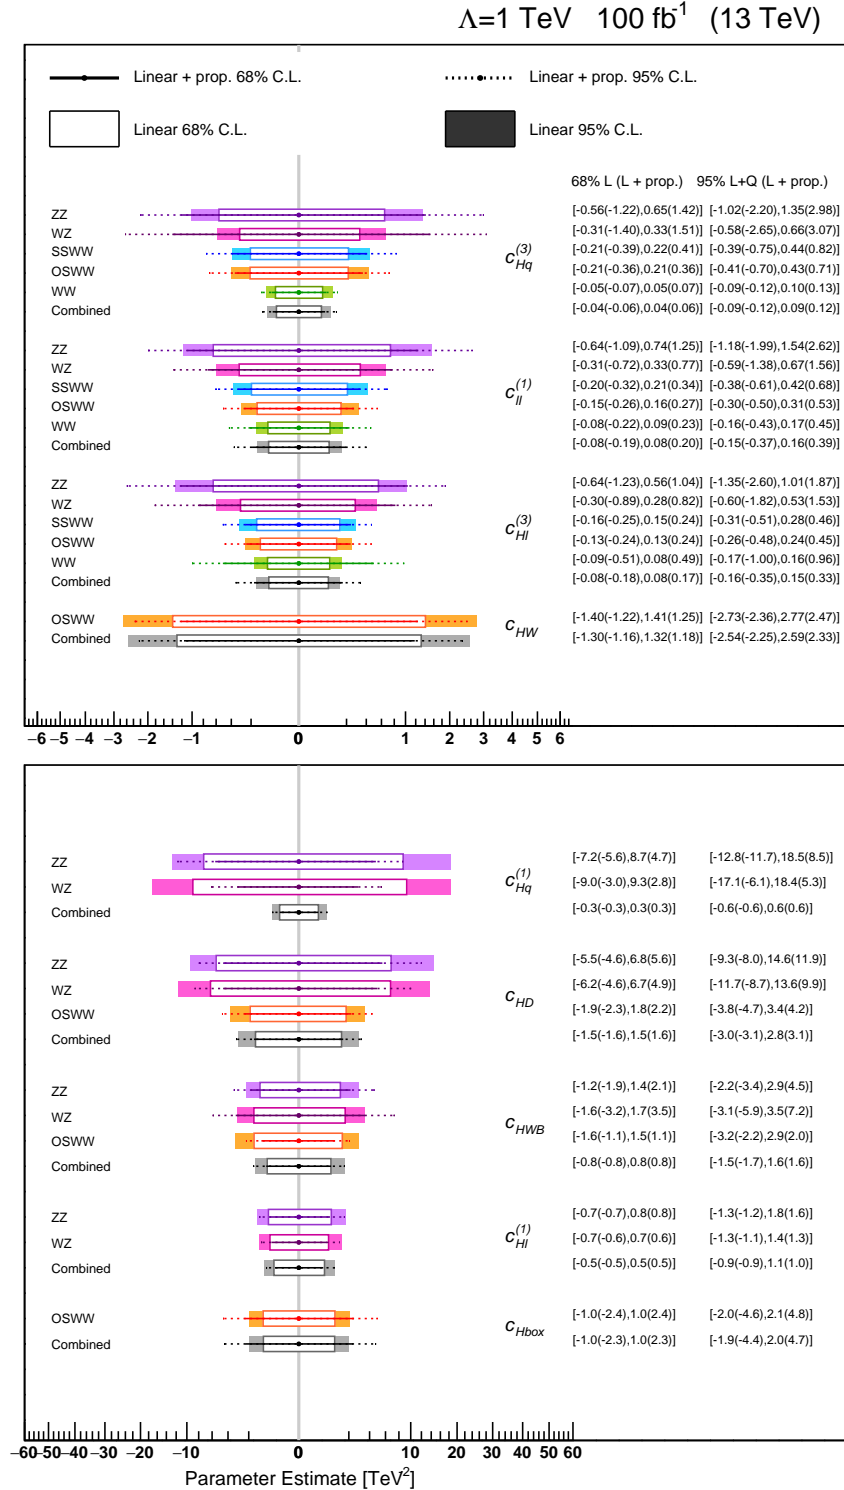 Λ=1 TeV 100 fb-1 (13 TeV)
Linear + prop. 68% C.L. Linear + prop. 95% C.L.
Linear 68% C.L. Linear 95% C.L.
68% L (L + prop.) 95% L+Q (L + prop.)
ZZ [-0.56(-1.22),0.65(1.42)] [-1.02(-2.20),1.35(2.98)]
WZ [-0.31(-1.40),0.33(1.51)] [-0.58(-2.65),0.66(3.07)]
SSWW [-0.21(-0.39),0.22(0.41)] [-0.39(-0.75),0.44(0.82)]
c_Hq^(3)
OSWW [-0.21(-0.36),0.21(0.36)] [-0.41(-0.70),0.43(0.71)]
WW [-0.05(-0.07),0.05(0.07)] [-0.09(-0.12),0.10(0.13)]
Combined [-0.04(-0.06),0.04(0.06)] [-0.09(-0.12),0.09(0.12)]
ZZ [-0.64(-1.09),0.74(1.25)] [-1.18(-1.99),1.54(2.62)]
WZ [-0.31(-0.72),0.33(0.77)] [-0.59(-1.38),0.67(1.56)]
SSWW [-0.20(-0.32),0.21(0.34)] [-0.38(-0.61),0.42(0.68)]
c_ll^(1)
OSWW [-0.15(-0.26),0.16(0.27)] [-0.30(-0.50),0.31(0.53)]
WW [-0.08(-0.22),0.09(0.23)] [-0.16(-0.43),0.17(0.45)]
Combined [-0.08(-0.19),0.08(0.20)] [-0.15(-0.37),0.16(0.39)]
ZZ [-0.64(-1.23),0.56(1.04)] [-1.35(-2.60),1.01(1.87)]
WZ [-0.30(-0.89),0.28(0.82)] [-0.60(-1.82),0.53(1.53)]
SSWW [-0.16(-0.25),0.15(0.24)] [-0.31(-0.51),0.28(0.46)]
c_Hl^(3)
OSWW [-0.13(-0.24),0.13(0.24)] [-0.26(-0.48),0.24(0.45)]
WW [-0.09(-0.51),0.08(0.49)] [-0.17(-1.00),0.16(0.96)]
Combined [-0.08(-0.18),0.08(0.17)] [-0.16(-0.35),0.15(0.33)]
OSWW [-1.40(-1.22),1.41(1.25)] [-2.73(-2.36),2.77(2.47)]
c_HW
Combined [-1.30(-1.16),1.32(1.18)] [-2.54(-2.25),2.59(2.33)]
−6 −5 −4 −3 −2 −1 0 1 2 3 4 5 6
ZZ [-7.2(-5.6),8.7(4.7)] [-12.8(-11.7),18.5(8.5)]
c_Hq^(1)
WZ [-9.0(-3.0),9.3(2.8)] [-17.1(-6.1),18.4(5.3)]
Combined [-0.3(-0.3),0.3(0.3)] [-0.6(-0.6),0.6(0.6)]
ZZ [-5.5(-4.6),6.8(5.6)] [-9.3(-8.0),14.6(11.9)]
WZ [-6.2(-4.6),6.7(4.9)] [-11.7(-8.7),13.6(9.9)]
c_HD
OSWW [-1.9(-2.3),1.8(2.2)] [-3.8(-4.7),3.4(4.2)]
Combined [-1.5(-1.6),1.5(1.6)] [-3.0(-3.1),2.8(3.1)]
ZZ [-1.2(-1.9),1.4(2.1)] [-2.2(-3.4),2.9(4.5)]
WZ [-1.6(-3.2),1.7(3.5)] [-3.1(-5.9),3.5(7.2)]
c_HWB
OSWW [-1.6(-1.1),1.5(1.1)] [-3.2(-2.2),2.9(2.0)]
Combined [-0.8(-0.8),0.8(0.8)] [-1.5(-1.7),1.6(1.6)]
ZZ [-0.7(-0.7),0.8(0.8)] [-1.3(-1.2),1.8(1.6)]
c_Hl^(1)
WZ [-0.7(-0.6),0.7(0.6)] [-1.3(-1.1),1.4(1.3)]
Combined [-0.5(-0.5),0.5(0.5)] [-0.9(-0.9),1.1(1.0)]
OSWW [-1.0(-2.4),1.0(2.4)] [-2.0(-4.6),2.1(4.8)]
c_Hbox
Combined [-1.0(-2.3),1.0(2.3)] [-1.9(-4.4),2.0(4.7)]
−60 −50 −40 −30 −20 −10 0 10 20 30 40 50 60
Parameter Estimate [TeV2]